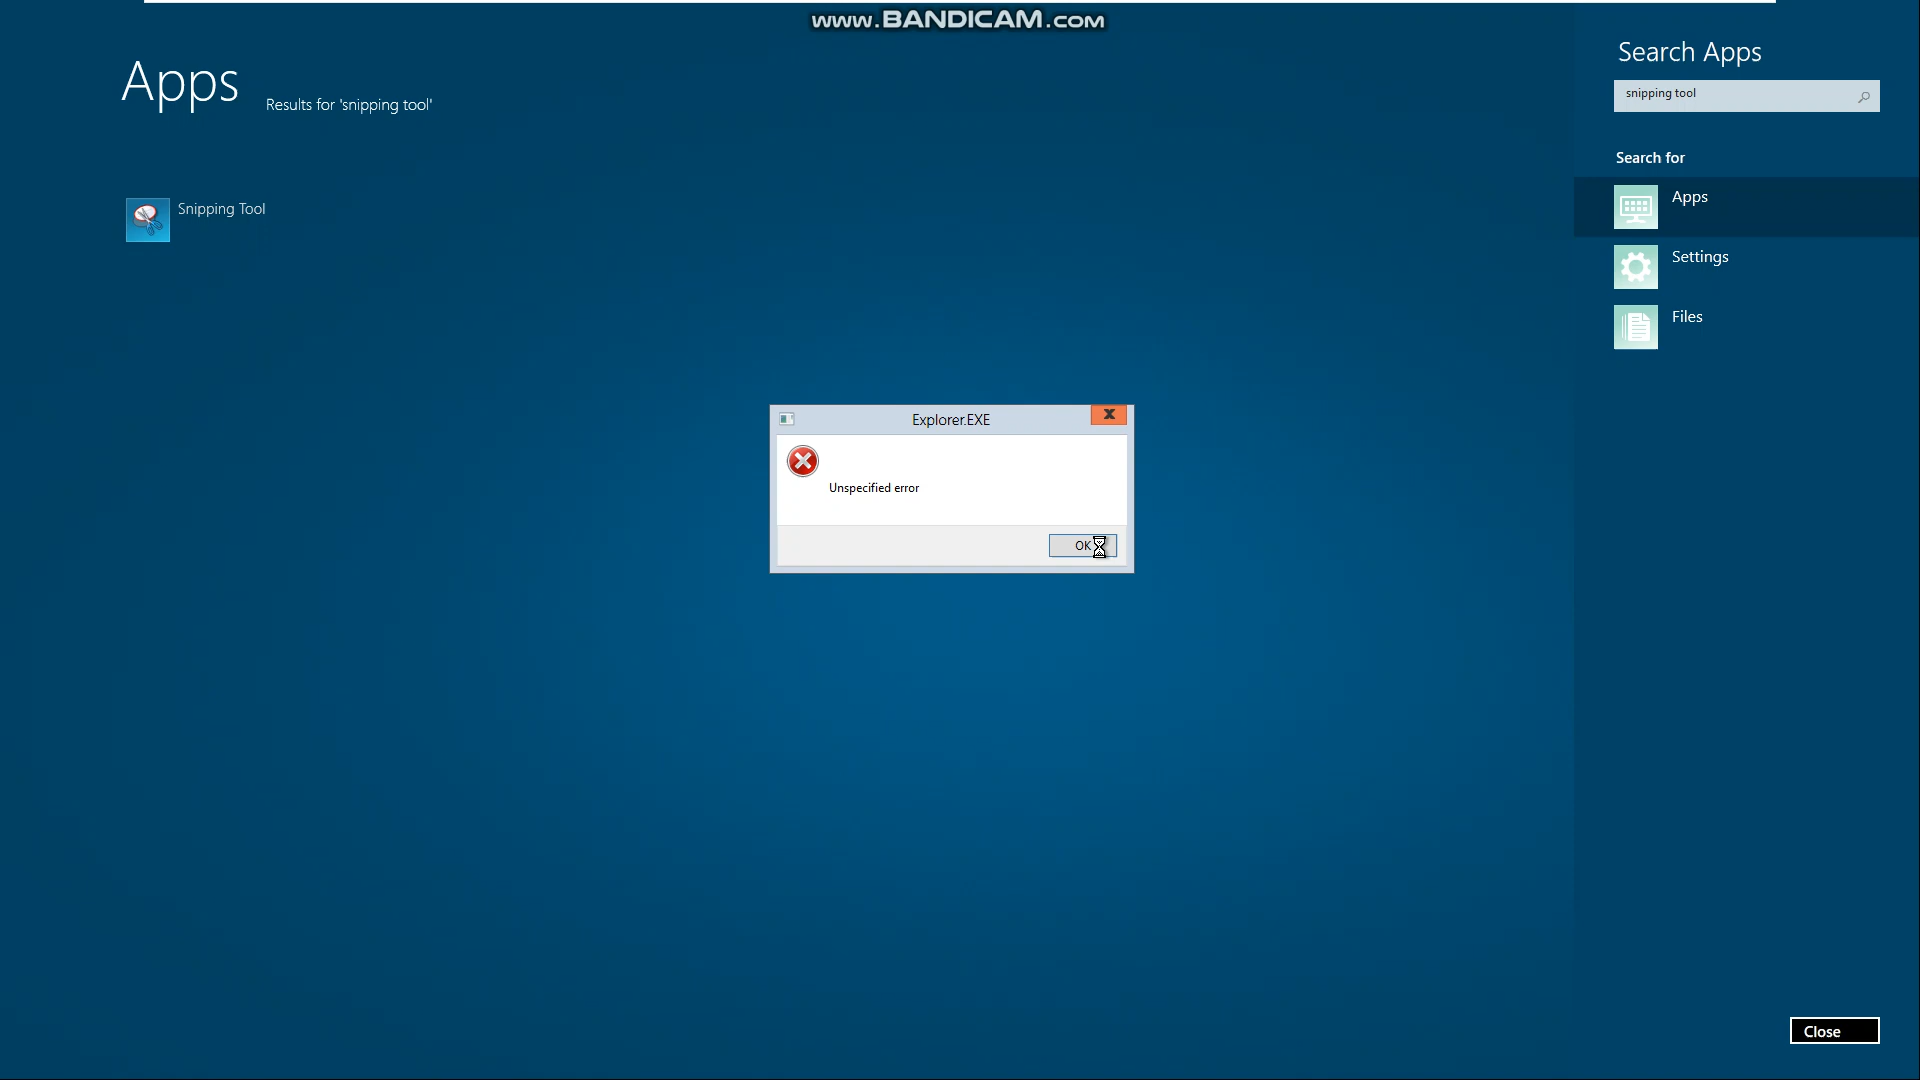 www.BANDICAM.com
Apps
Results for 'snipping tool'
Snipping Tool
Explorer.EXE
Unspecified error
OK
Search Apps
snipping tool
Search for
Apps
Settings
Files
Close